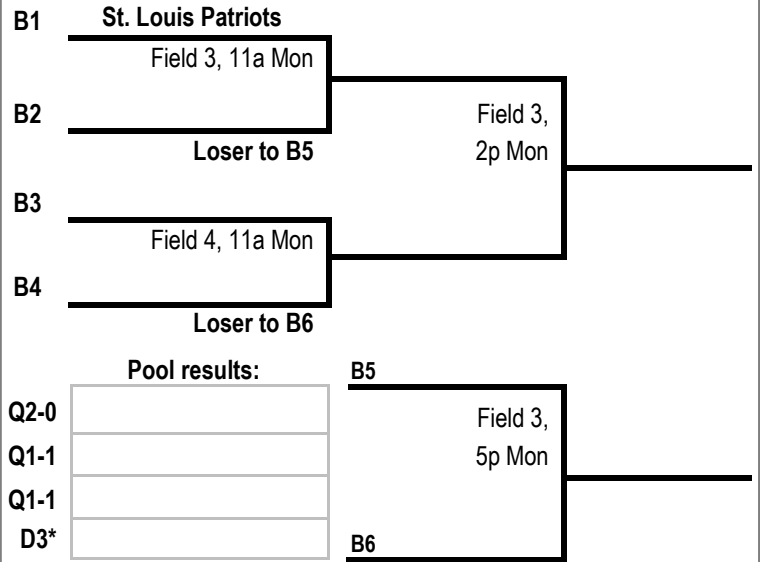 B1 St. Louis Patriots
Field 3, 11a Mon
B2 Field 3,
Loser to B5 2p Mon
B3
Field 4, 11a Mon
B4
Loser to B6
Pool results: B5
Q2-0 Field 3,
Q1-1 5p Mon
Q1-1
D3* B6